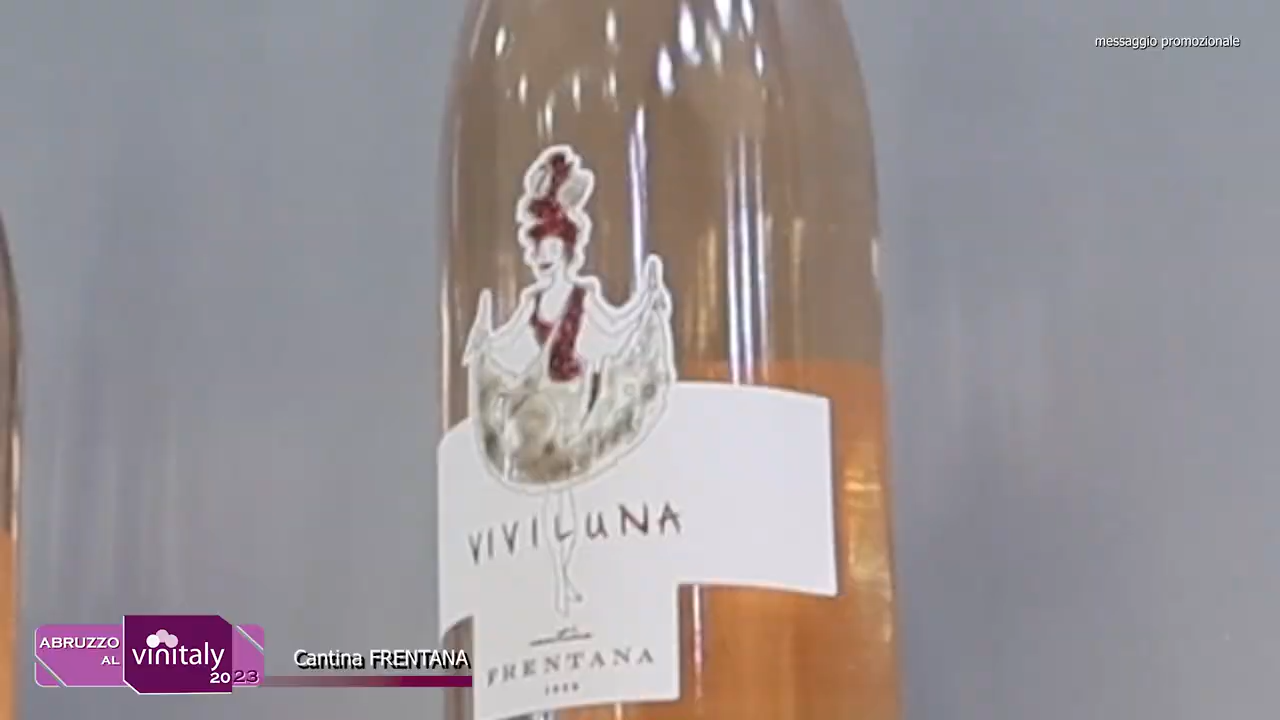 messaggio promozionale
VIVILUNA
FRENTANA
ABRUZZO
AL
vinitaly
2023
Cantina FRENTANA